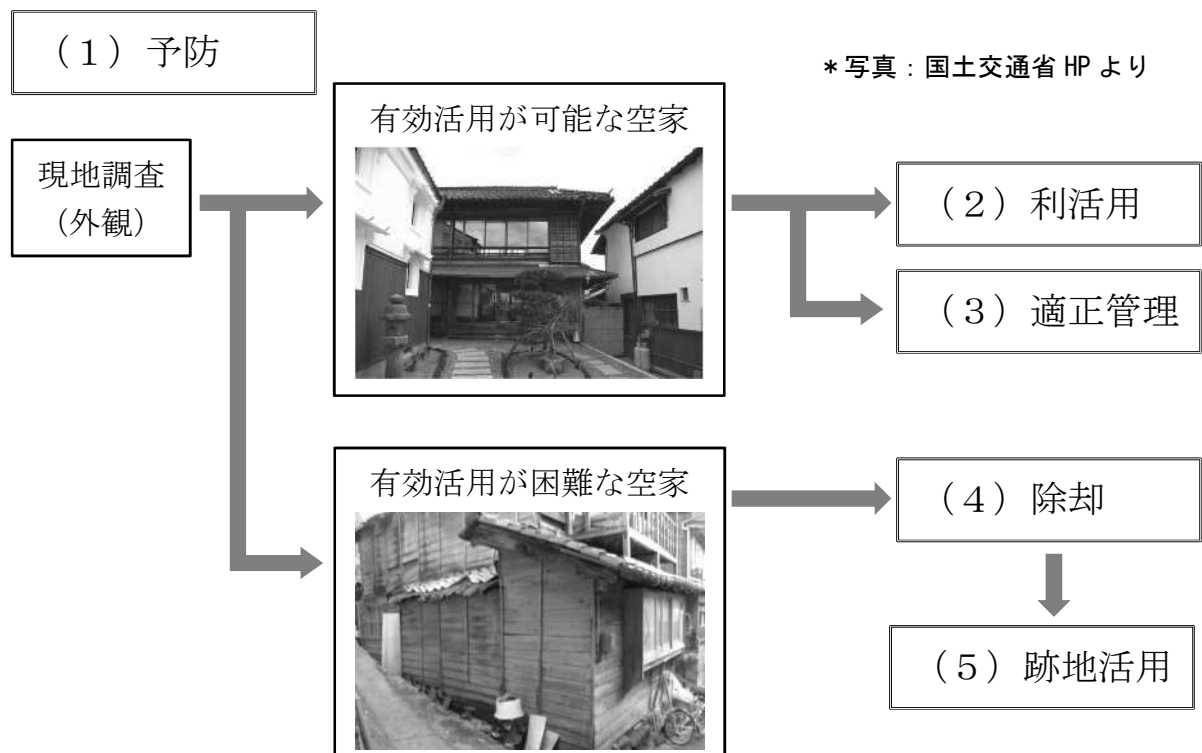 （１）予防
＊写真：国土交通省 HP より
現地調査
（外観）
有効活用が可能な空家
（２）利活用
（３）適正管理
有効活用が困難な空家
（４）除却
（５）跡地活用